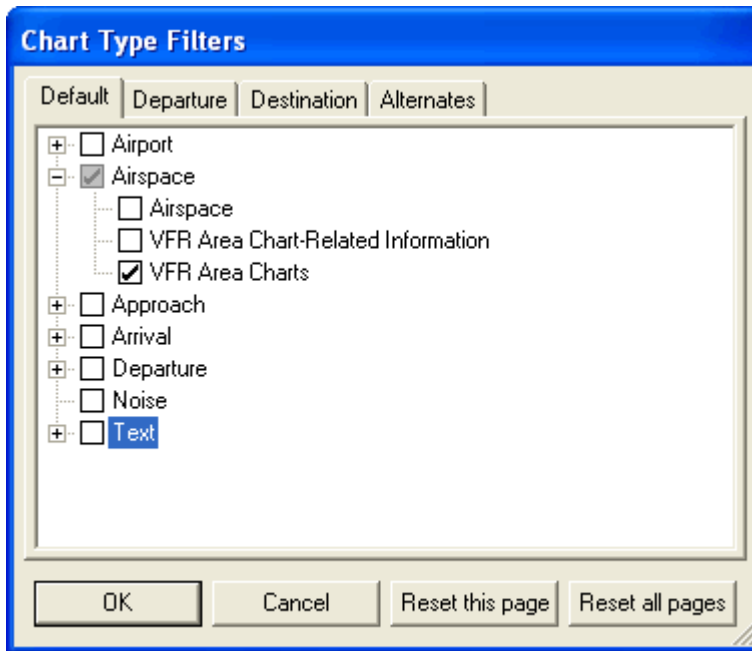 Chart Type Filters
Default Departure Destination Alternates
Airport
Airspace
Airspace
VFR Area Chart-Related Information
VFR Area Charts
Approach
Arrival
Departure
Noise
Text
OK Cancel Reset this page Reset all pages